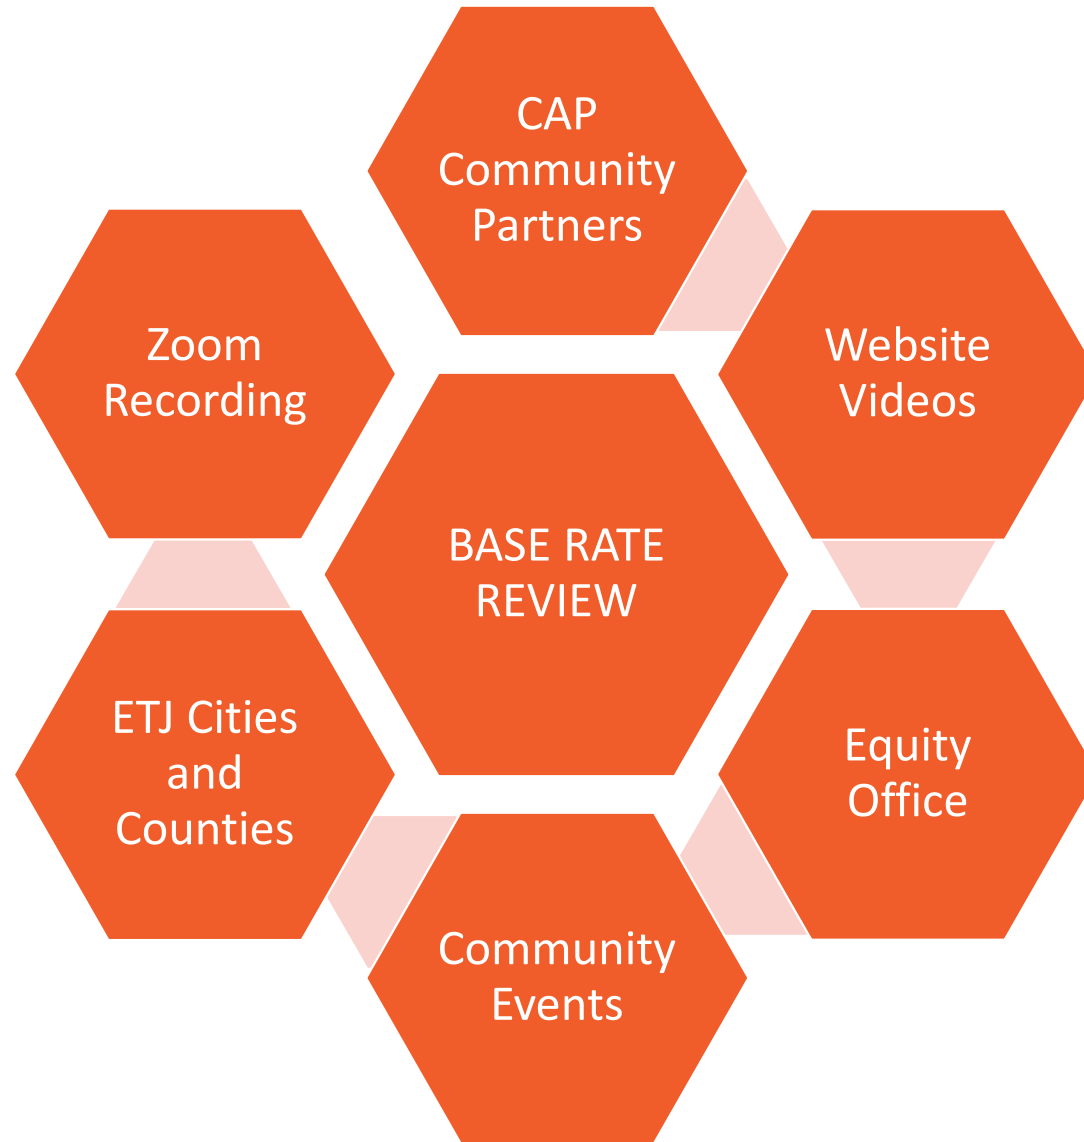 CAP
Community
Partners
Website
Videos
Equity
Office
Community
Events
ETJ Cities
and
Counties
Zoom
Recording
BASE RATE
REVIEW